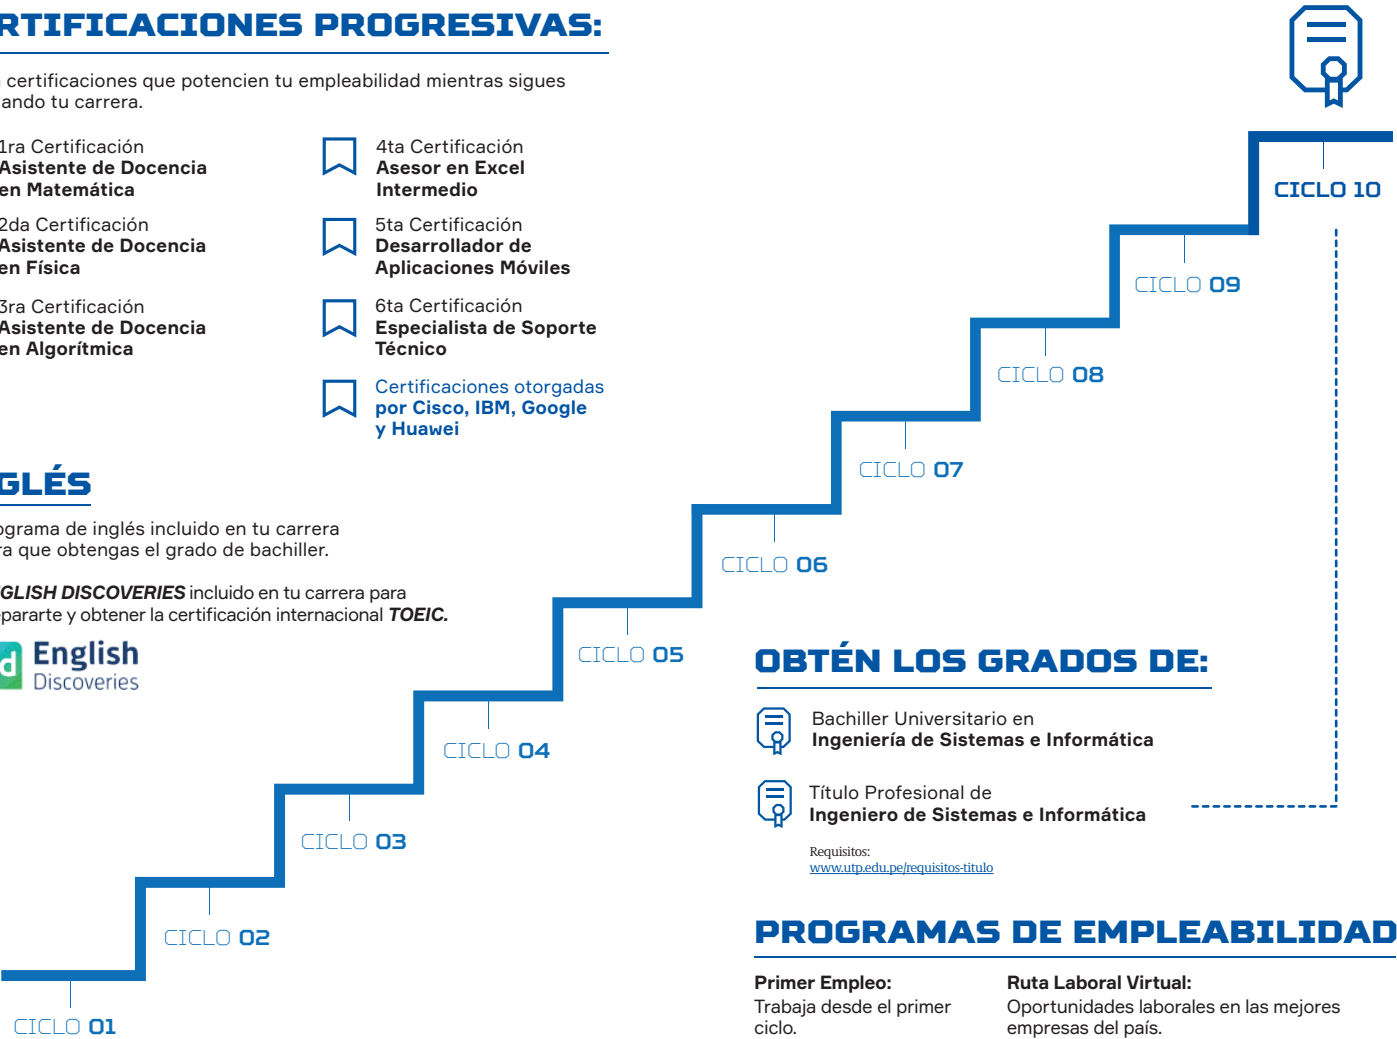 RTIFICACIONES PROGRESIVAS:
certificaciones que potencien tu empleabilidad mientras sigues
ando tu carrera.
1ra Certificación
Asistente de Docencia
en Matemática
2da Certificación
Asistente de Docencia
en Física
3ra Certificación
Asistente de Docencia
en Algorítmica
4ta Certificación
Asesor en Excel
Intermedio
5ta Certificación
Desarrollador de
Aplicaciones Móviles
6ta Certificación
Especialista de Soporte
Técnico
Certificaciones otorgadas
por Cisco, IBM, Google
y Huawei
GLÉS
ograma de inglés incluido en tu carrera
ra que obtengas el grado de bachiller.
GLISH DISCOVERIES incluido en tu carrera para
epararte y obtener la certificación internacional TOEIC.
d English
Discoveries
CICLO 10
CICLO 09
CICLO 08
CICLO 07
CICLO 06
CICLO 05
CICLO 04
CICLO 03
CICLO 02
CICLO 01
OBTÉN LOS GRADOS DE:
Bachiller Universitario en
Ingeniería de Sistemas e Informática
Título Profesional de
Ingeniero de Sistemas e Informática
Requisitos:
www.utp.edu.pe/requisitos-titulo
PROGRAMAS DE EMPLEABILIDAD
Primer Empleo:
Trabaja desde el primer
ciclo.
Ruta Laboral Virtual:
Oportunidades laborales en las mejores
empresas del país.